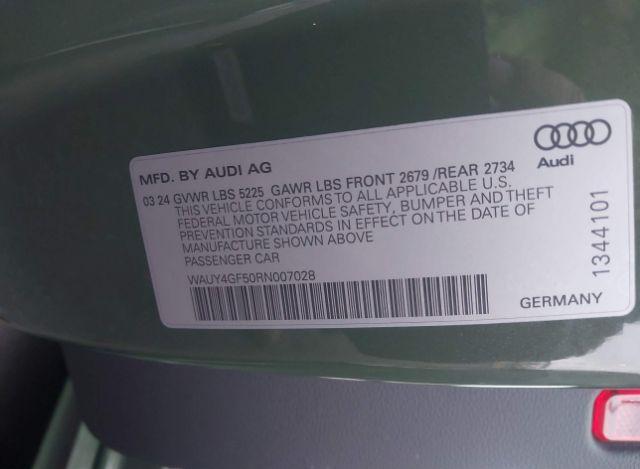 MFD. BY AUDI AG
03 24 GVWR LBS 5225 GAWR LBS FRONT 2679 /REAR 2734
THIS VEHICLE CONFORMS TO ALL APPLICABLE U.S.
FEDERAL MOTOR VEHICLE SAFETY, BUMPER AND THEFT
PREVENTION STANDARDS IN EFFECT ON THE DATE OF
MANUFACTURE SHOWN ABOVE
PASSENGER CAR
WAUY4GF50RN007028
Audi
1344101
GERMANY